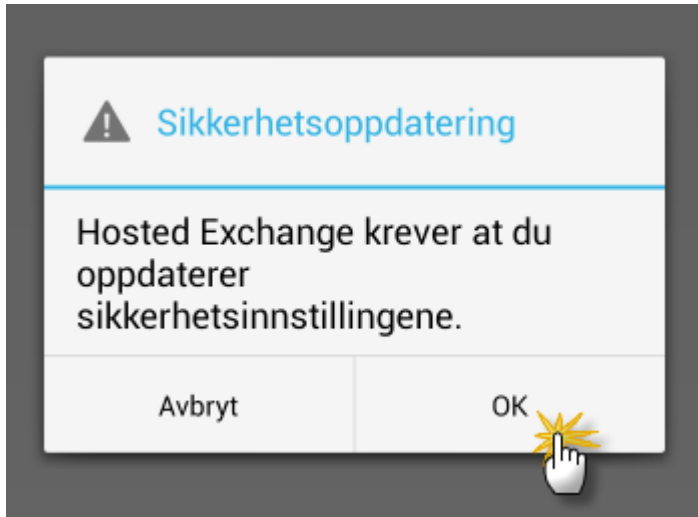 Sikkerhetsoppdatering
Hosted Exchange krever at du
oppdaterer
sikkerhetsinnstillingene.
Avbryt
OK